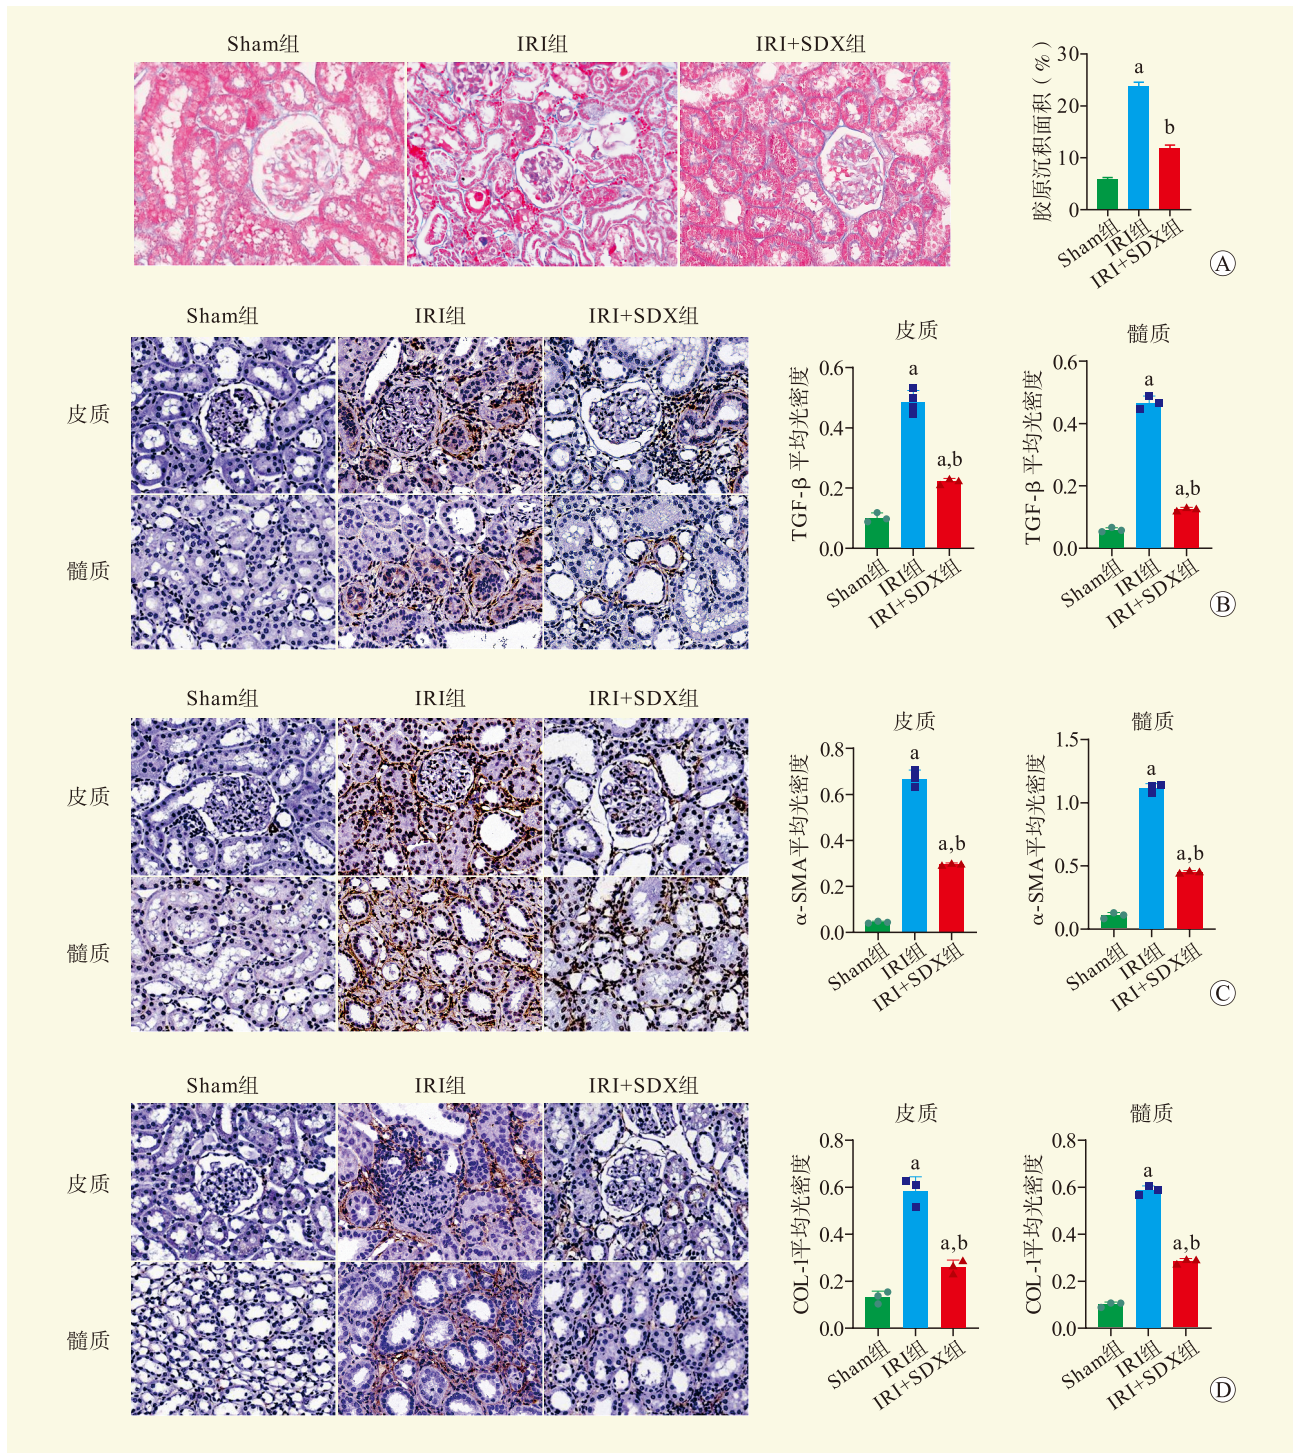 Sham组 IRI组 IRI+SDX组
胶原沉积面积（%）
30
20
10
0
a
b
Sham组
IRI组
IRI+SDX组
A
Sham组 IRI组 IRI+SDX组
皮质
髓质
皮质
TGF-β 平均光密度
0.6
0.4
0.2
0.0
a
a,b
Sham组
IRI组
IRI+SDX组
髓质
TGF-β 平均光密度
0.6
0.4
0.2
0.0
a
a,b
Sham组
IRI组
IRI+SDX组
B
Sham组 IRI组 IRI+SDX组
皮质
髓质
皮质
α-SMA平均光密度
0.8
0.6
0.4
0.2
0.0
a
a,b
Sham组
IRI组
IRI+SDX组
髓质
α-SMA平均光密度
1.5
1.0
0.5
0.0
a
a,b
Sham组
IRI组
IRI+SDX组
C
Sham组 IRI组 IRI+SDX组
皮质
髓质
皮质
COL-1平均光密度
0.8
0.6
0.4
0.2
0.0
a
a,b
Sham组
IRI组
IRI+SDX组
髓质
COL-1平均光密度
0.8
0.6
0.4
0.2
0.0
a
a,b
Sham组
IRI组
IRI+SDX组
D